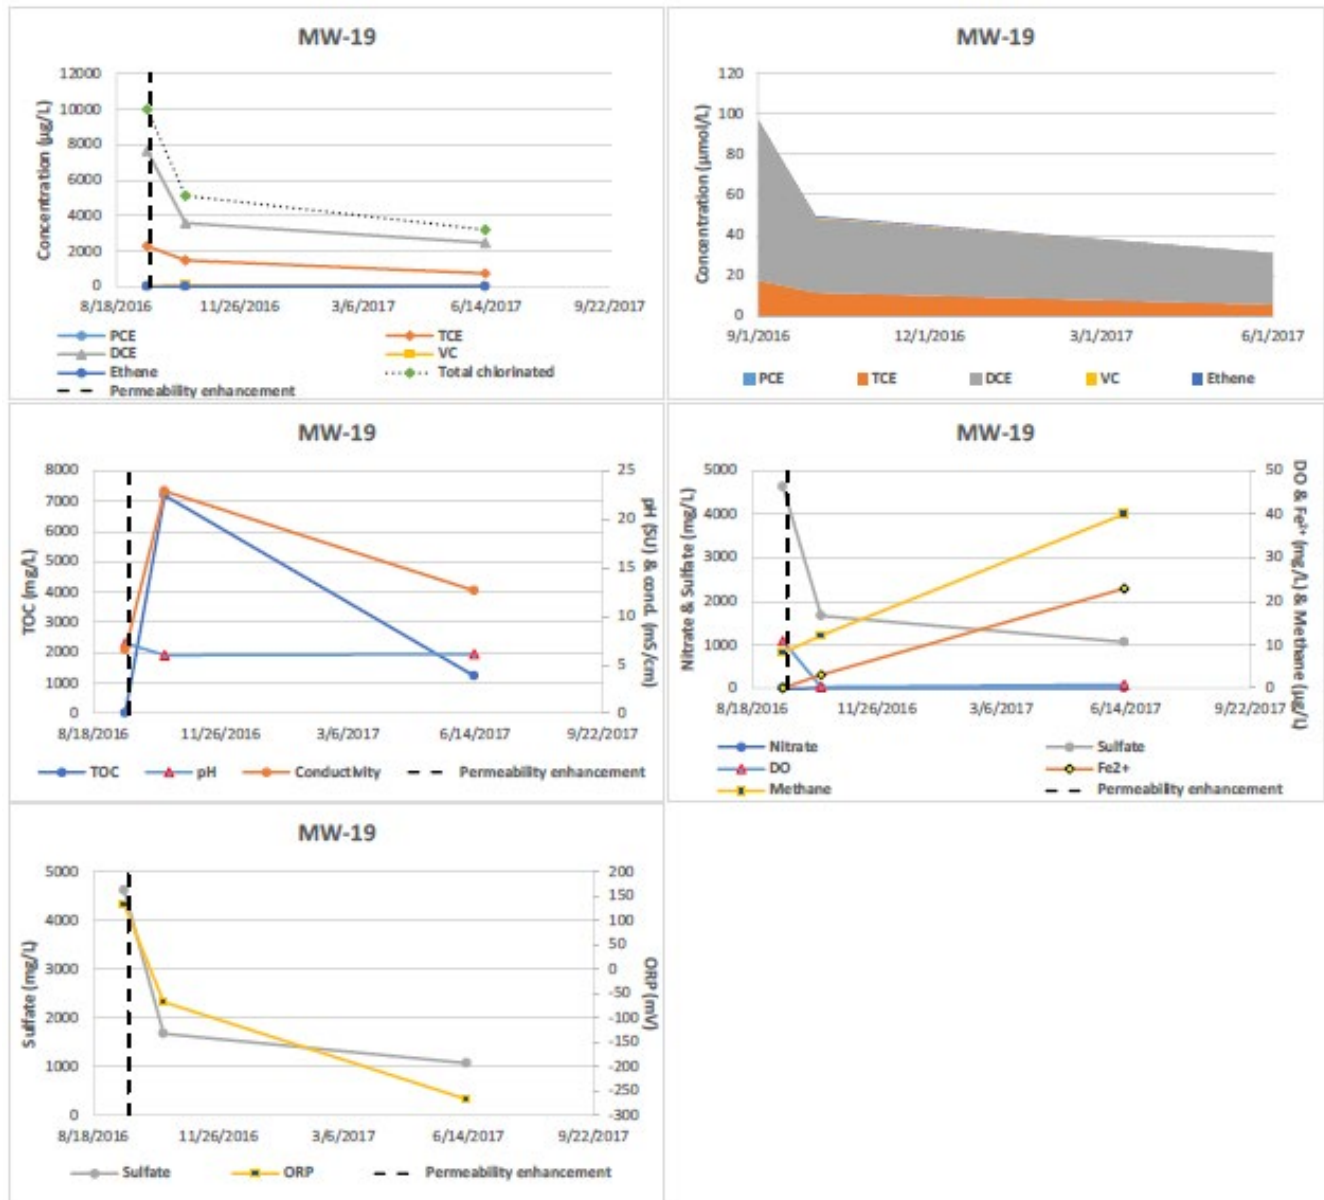 MW-19
Concentration (µg/L)
12000
10000
8000
6000
4000
2000
0
8/18/2016 11/26/2016 3/6/2017 6/14/2017 9/22/2017
PCE TCE
DCE VC
Ethene Total chlorinated
Permeability enhancement
MW-19
Concentration (µmol/L)
120
100
80
60
40
20
0
9/1/2016 12/1/2016 3/1/2017 6/1/2017
PCE TCE DCE VC Ethene
MW-19
TOC (mg/L)
8000
7000
6000
5000
4000
3000
2000
1000
0
25
20
15
10
5
0
pH (SU) & cond. (mS/cm)
8/18/2016 11/26/2016 3/6/2017 6/14/2017 9/22/2017
TOC pH Conductivity Permeability enhancement
MW-19
Nitrate & Sulfate (mg/L)
5000
4000
3000
2000
1000
0
50
40
30
20
10
0
DO & Fe²⁺ (mg/L) & Methane (µg/L)
8/18/2016 11/26/2016 3/6/2017 6/14/2017 9/22/2017
Nitrate Sulfate
DO Fe2+
Methane Permeability enhancement
MW-19
Sulfate (mg/L)
5000
4000
3000
2000
1000
0
200
150
100
50
0
-50
-100
-150
-200
-250
-300
ORP (mV)
8/18/2016 11/26/2016 3/6/2017 6/14/2017 9/22/2017
Sulfate ORP Permeability enhancement